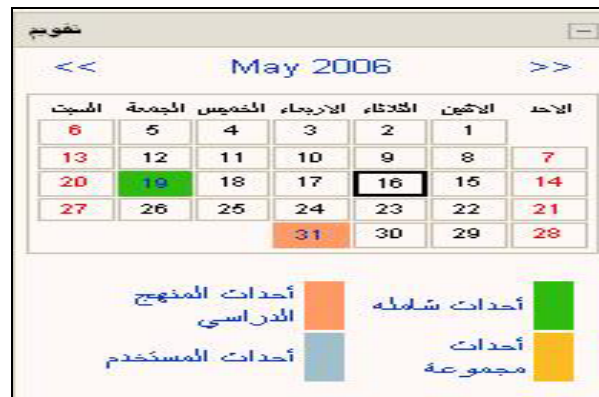 تقويم
<< May 2006 >>
الاحد الاثنين الثلاثاء الاربعاء الخميس الجمعة السبت
1 2 3 4 5 6
7 8 9 10 11 12 13
14 15 16 17 18 19 20
21 22 23 24 25 26 27
28 29 30 31
أحداث شامله أحداث المنهج
الدراسي
أحداث أحداث المستخدم
مجموعة